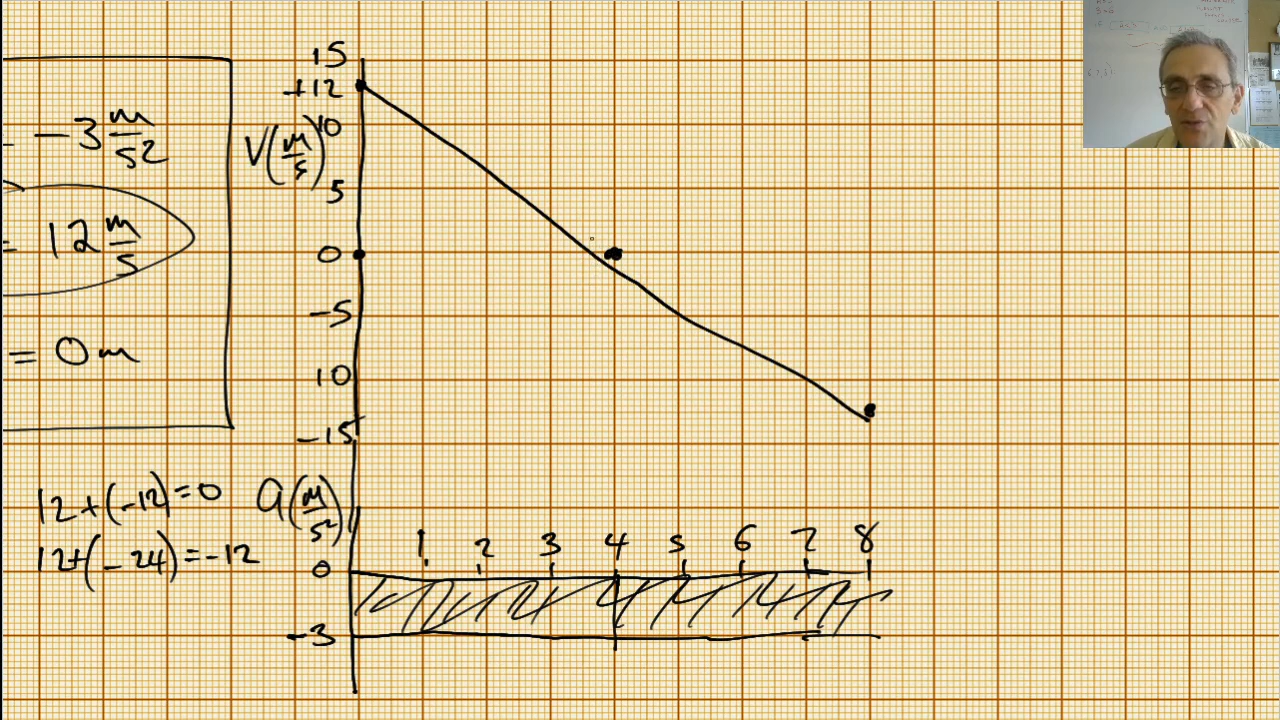 -3 m/s²
= 12 m/s
= 0m
12+(-12)=0
12+(-24)=-12
15
+12
V(m/s)
10
5
0
-5
10
-15
a(m/s²)
1 2 3 4 5 6 7 8
0
-3